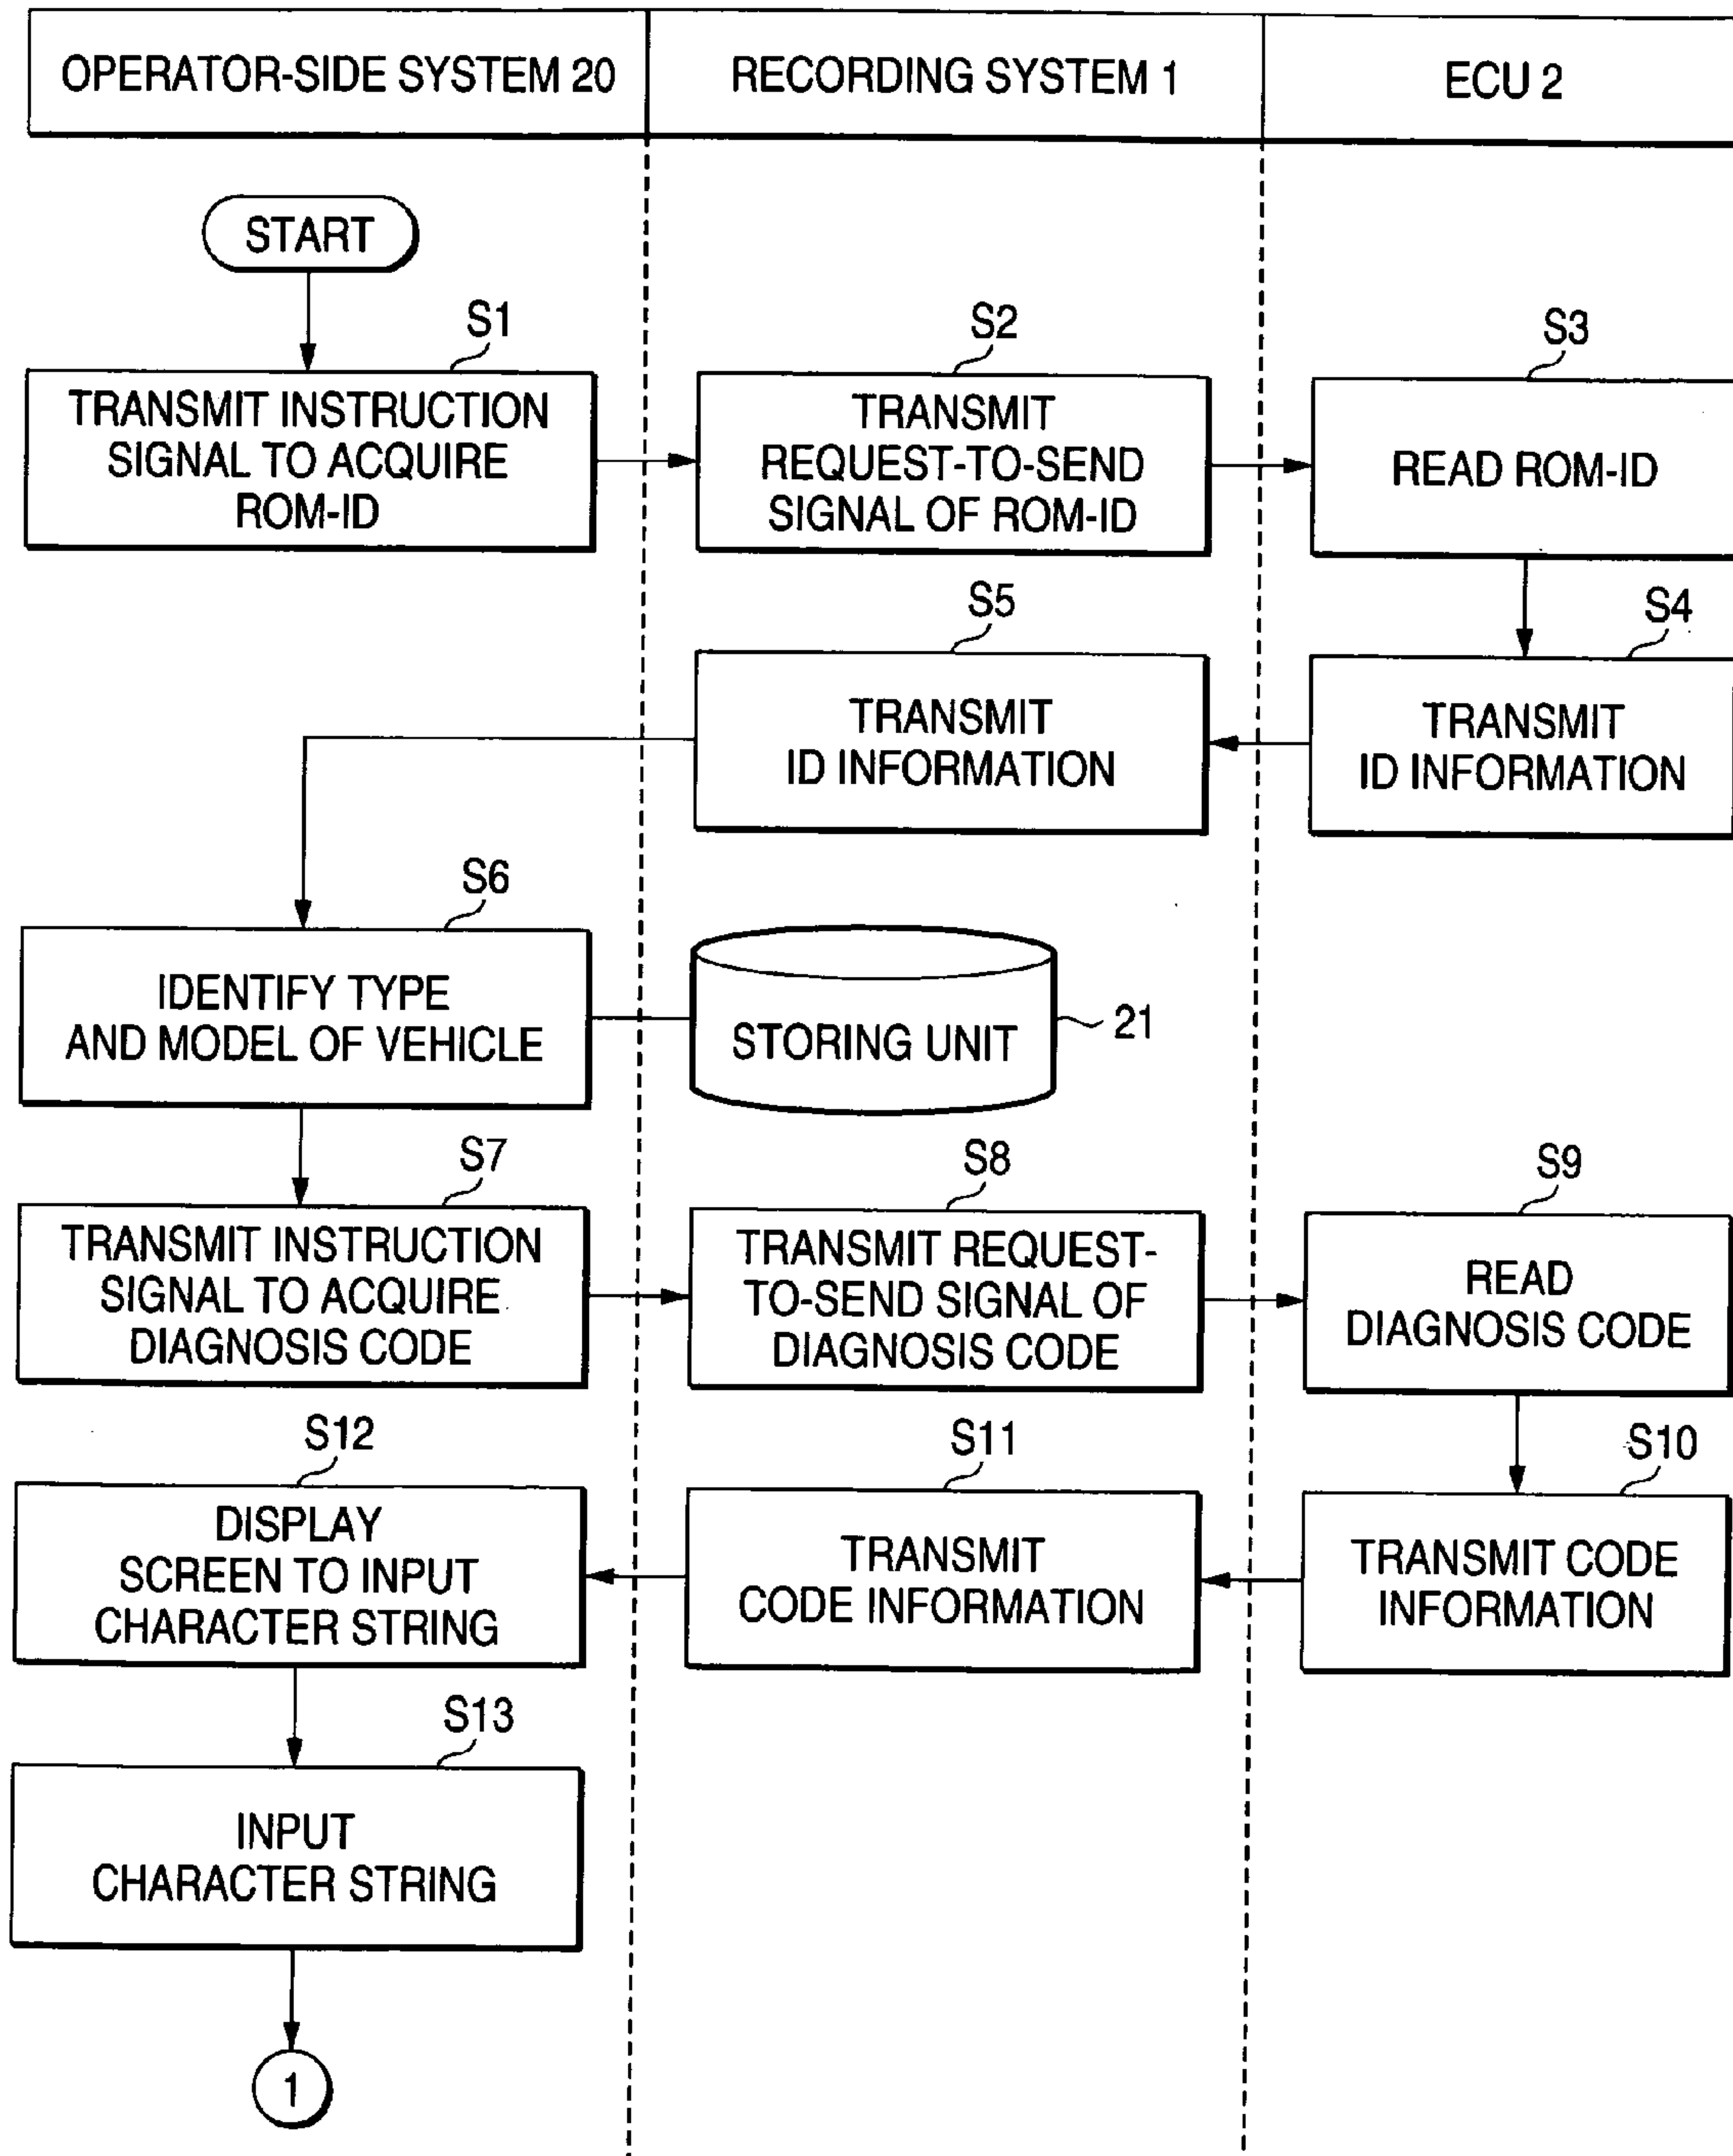 OPERATOR-SIDE SYSTEM 20
RECORDING SYSTEM 1
ECU 2
START
S1
TRANSMIT INSTRUCTION
SIGNAL TO ACQUIRE
ROM-ID
S2
TRANSMIT
REQUEST-TO-SEND
SIGNAL OF ROM-ID
S3
READ ROM-ID
S4
TRANSMIT
ID INFORMATION
S5
TRANSMIT
ID INFORMATION
S6
IDENTIFY TYPE
AND MODEL OF VEHICLE
STORING UNIT
21
S7
TRANSMIT INSTRUCTION
SIGNAL TO ACQUIRE
DIAGNOSIS CODE
S8
TRANSMIT REQUEST-
TO-SEND SIGNAL OF
DIAGNOSIS CODE
S9
READ
DIAGNOSIS CODE
S10
TRANSMIT CODE
INFORMATION
S11
TRANSMIT
CODE INFORMATION
S12
DISPLAY
SCREEN TO INPUT
CHARACTER STRING
S13
INPUT
CHARACTER STRING
1